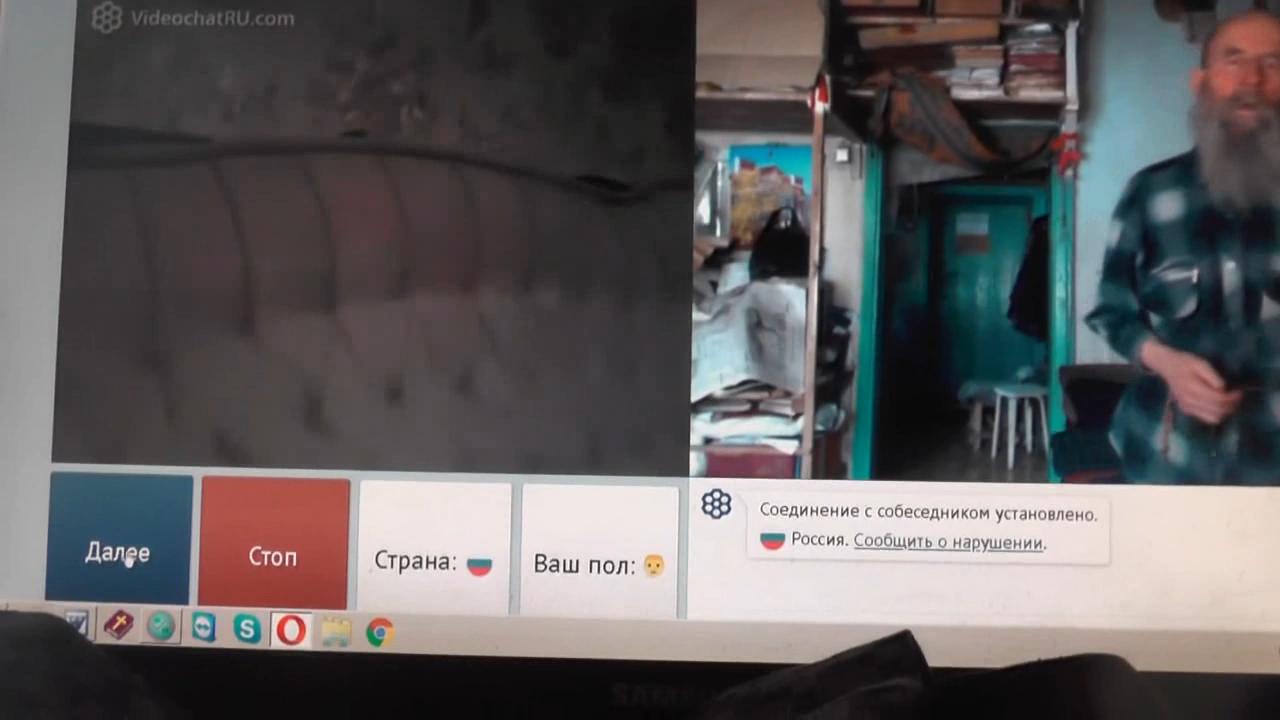 VideochatRU.com
Далее
Стоп
Страна:
Ваш пол:
Соединение с собеседником установлено.
Россия. Сообщить о нарушении.